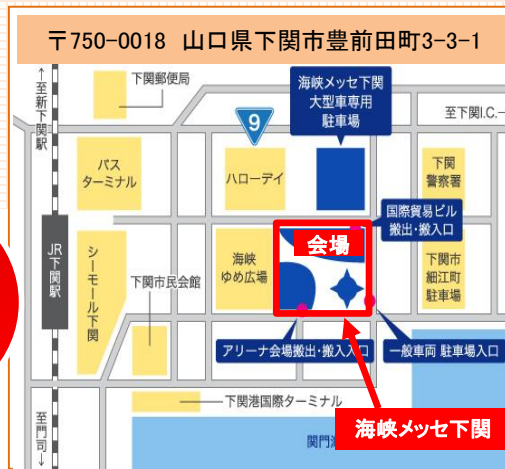 〒750-0018 山口県下関市豊前田町3-3-1
←至新下関駅
下関郵便局
海峡メッセ下関
大型車専用
駐車場
9
至下関I.C.
バス
ターミナル
ハローデイ
下関
警察署
国際貿易ビル
搬出・搬入口
会場
JR下関駅
シーモール下関
下関市民会館
海峡
ゆめ広場
下関市
細江町
駐車場
アリーナ会場搬出・搬入入口
一般車両 駐車場入口
下関港国際ターミナル
至門司→
海峡メッセ下関
関門